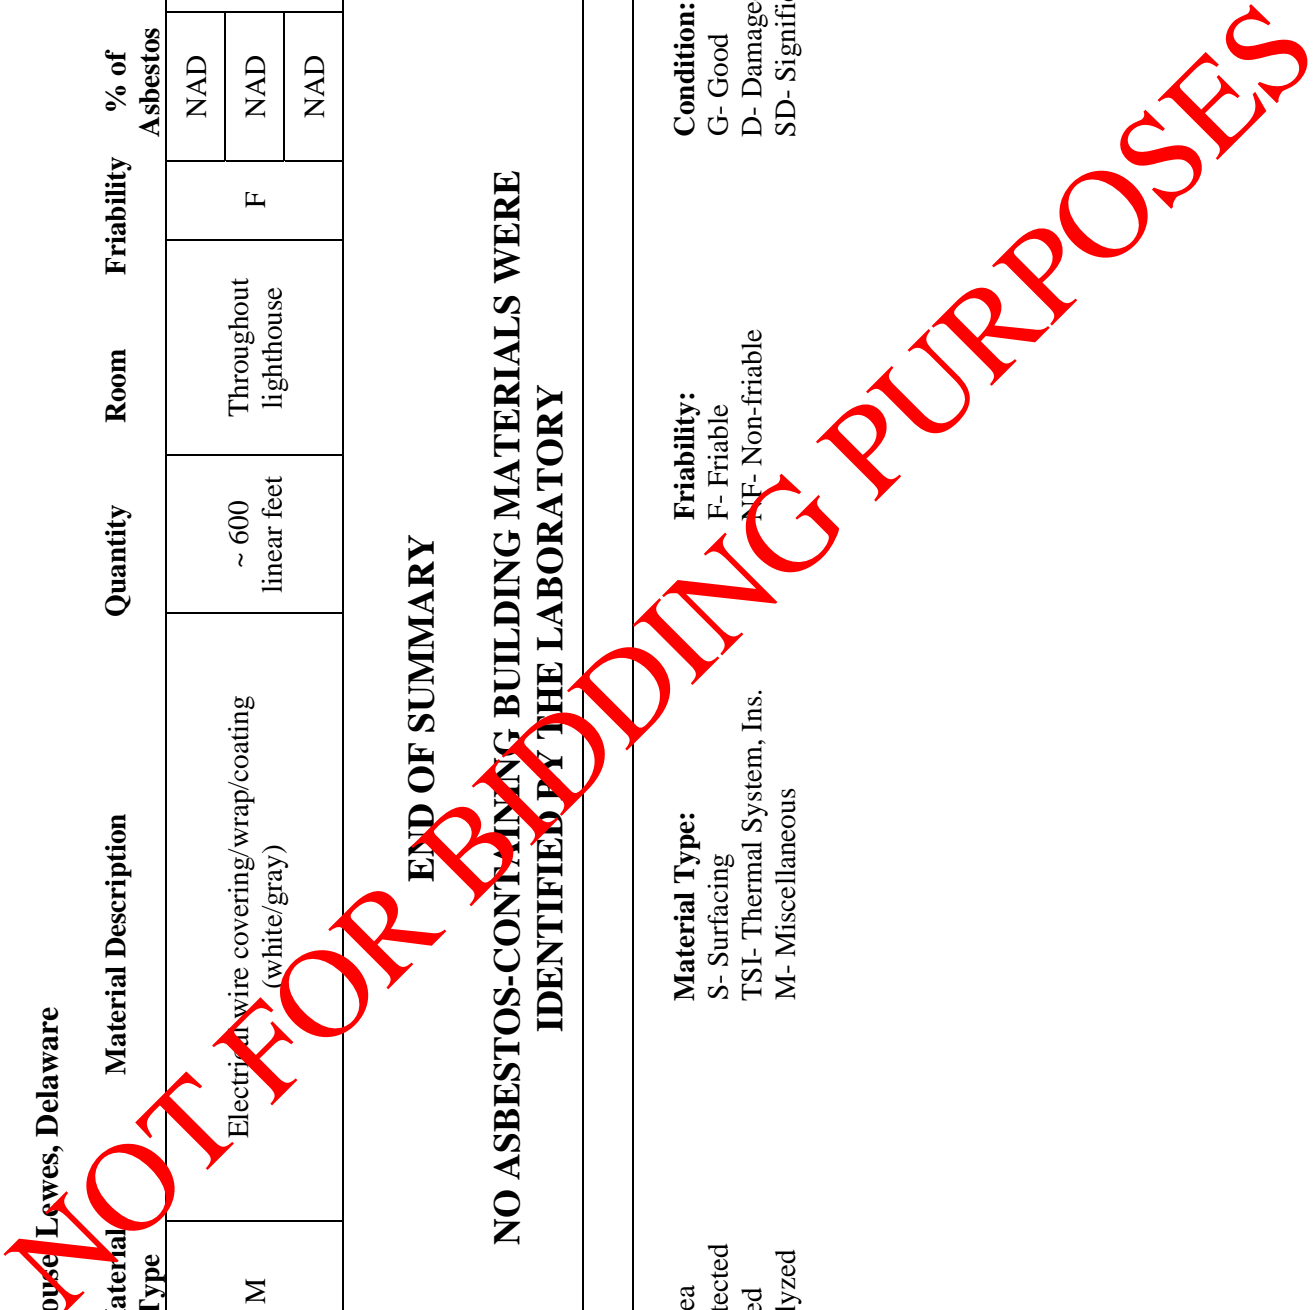 ouse, Lewes, Delaware
aterial Type
Material Description
Quantity
Room
Friability
% of Asbestos
M
Electrical wire covering/wrap/coating
(white/gray)
~ 600
linear feet
Throughout
lighthouse
F
NAD
NAD
NAD
END OF SUMMARY
NO ASBESTOS-CONTAINING BUILDING MATERIALS WERE
IDENTIFIED BY THE LABORATORY
ea
tected
ed
lyzed
Material Type:
S- Surfacing
TSI- Thermal System, Ins.
M- Miscellaneous
Friability:
F- Friable
NF- Non-friable
Condition:
G- Good
D- Damage
SD- Signifi
NOT FOR BIDDING PURPOSES